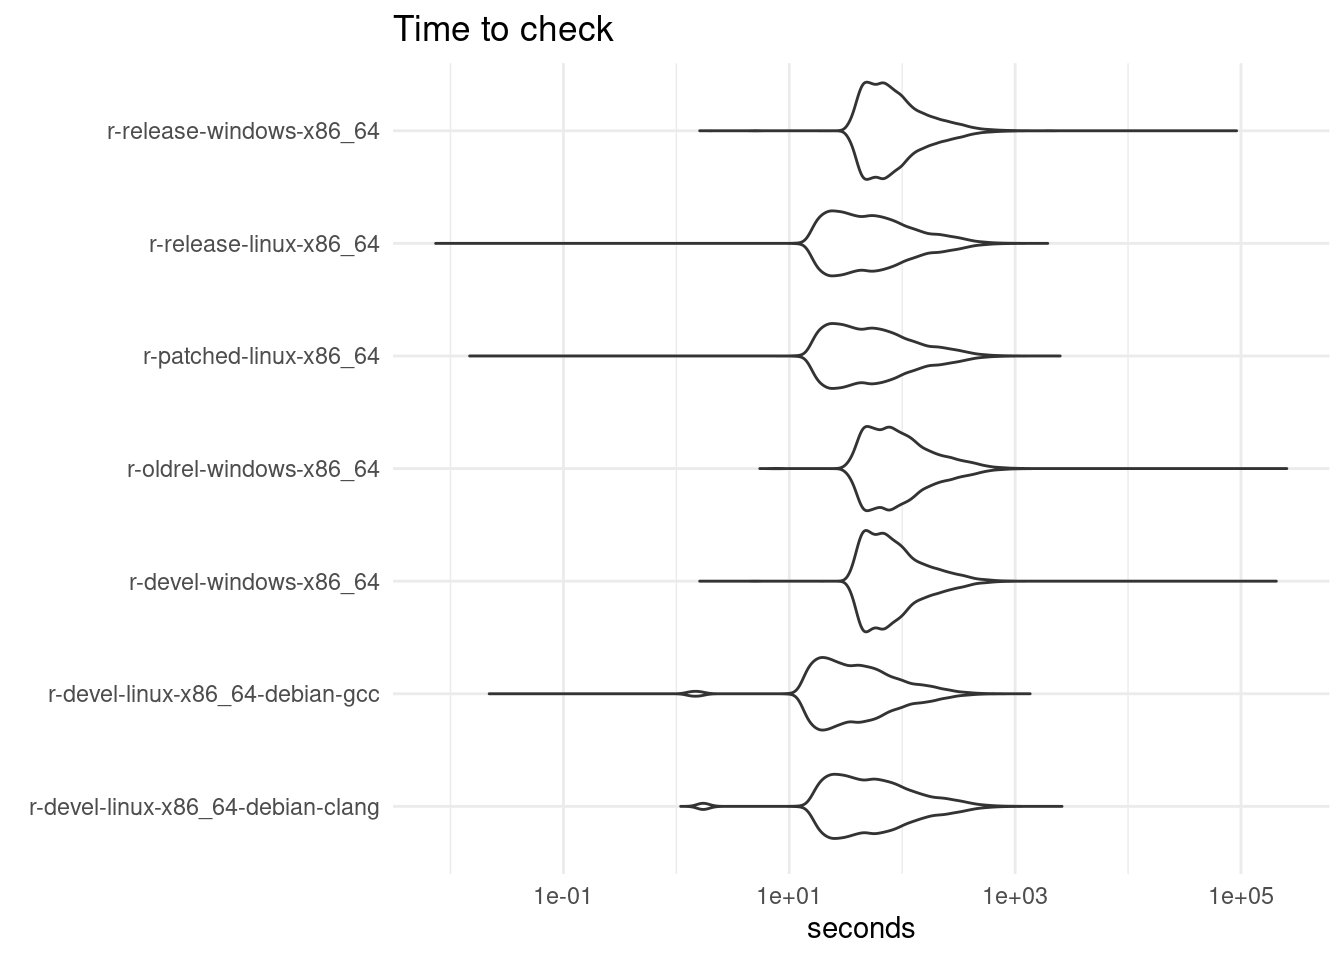 Time to check
r-release-windows-x86_64
r-release-linux-x86_64
r-patched-linux-x86_64
r-oldrel-windows-x86_64
r-devel-windows-x86_64
r-devel-linux-x86_64-debian-gcc
r-devel-linux-x86_64-debian-clang
1e-01 1e+01 1e+03 1e+05
seconds